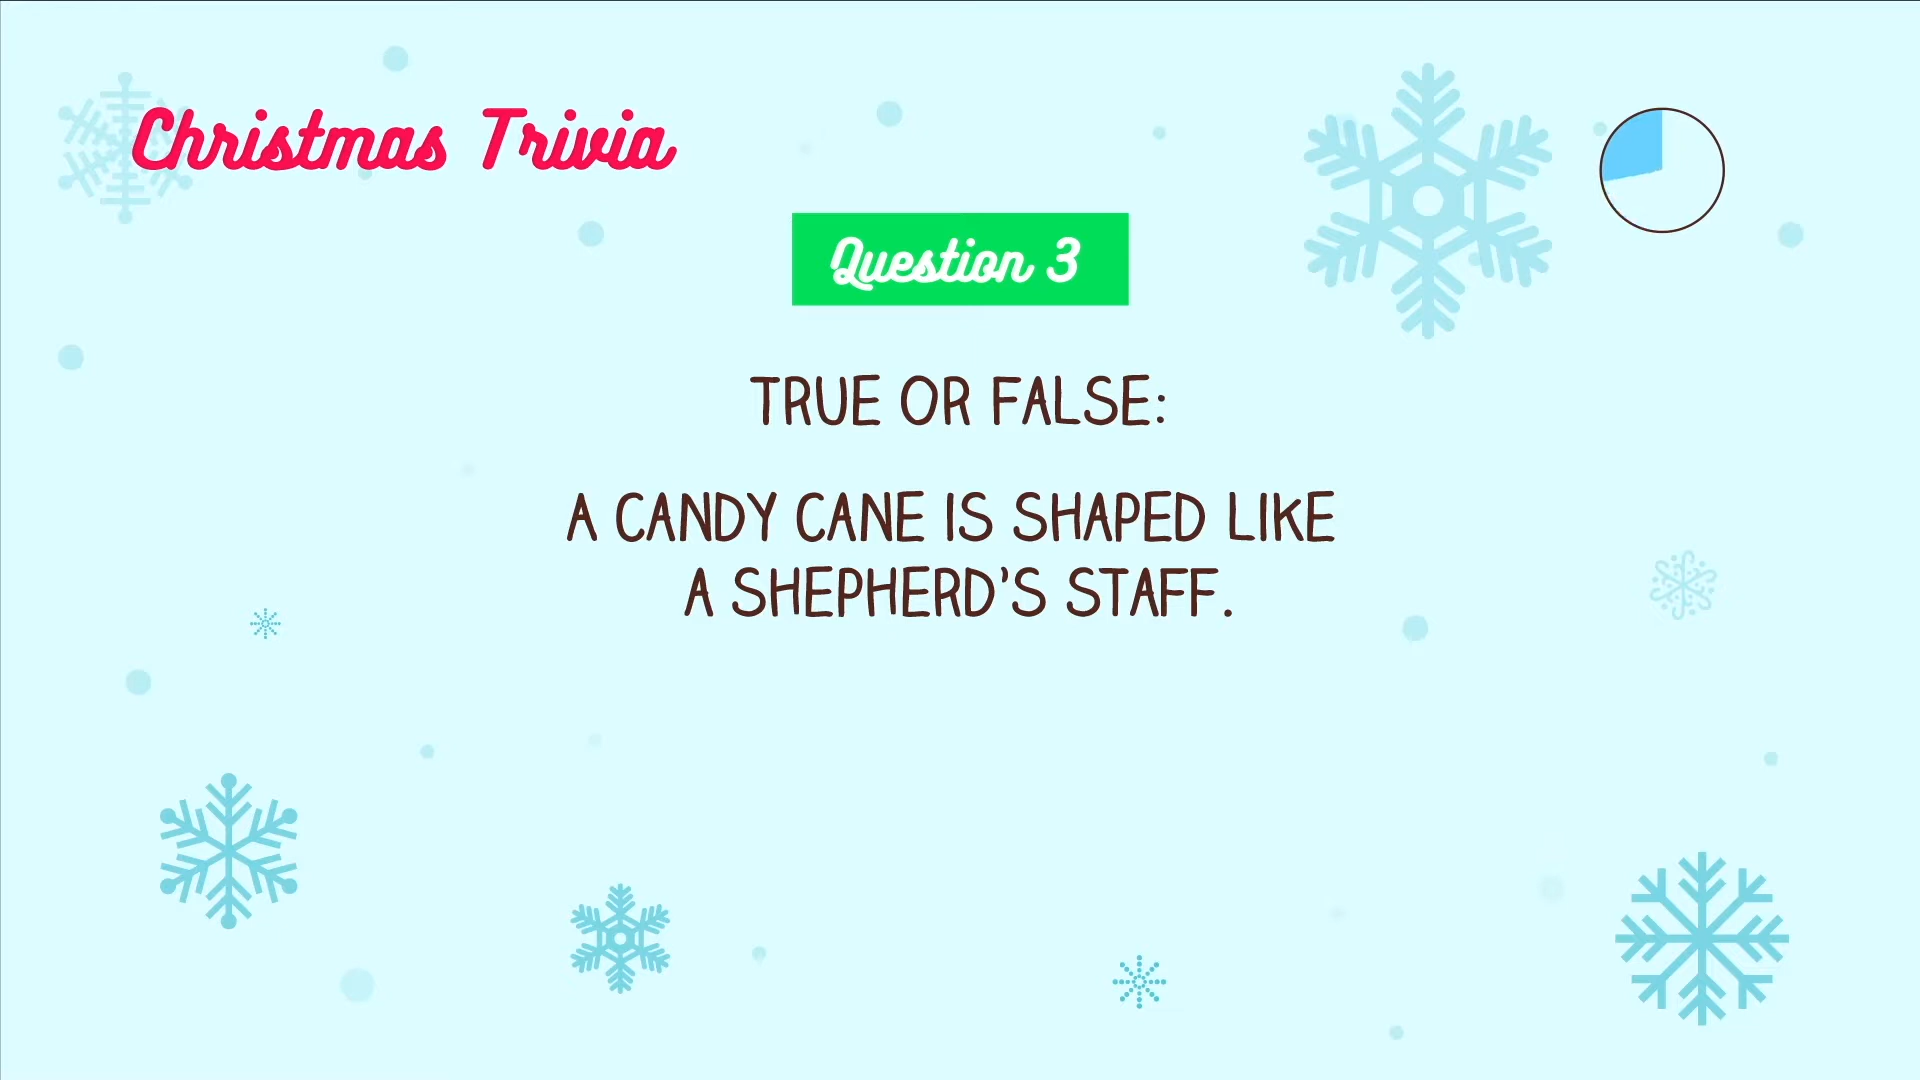 Christmas Trivia
Question 3
TRUE OR FALSE:
A CANDY CANE IS SHAPED LIKE
A SHEPHERD'S STAFF.